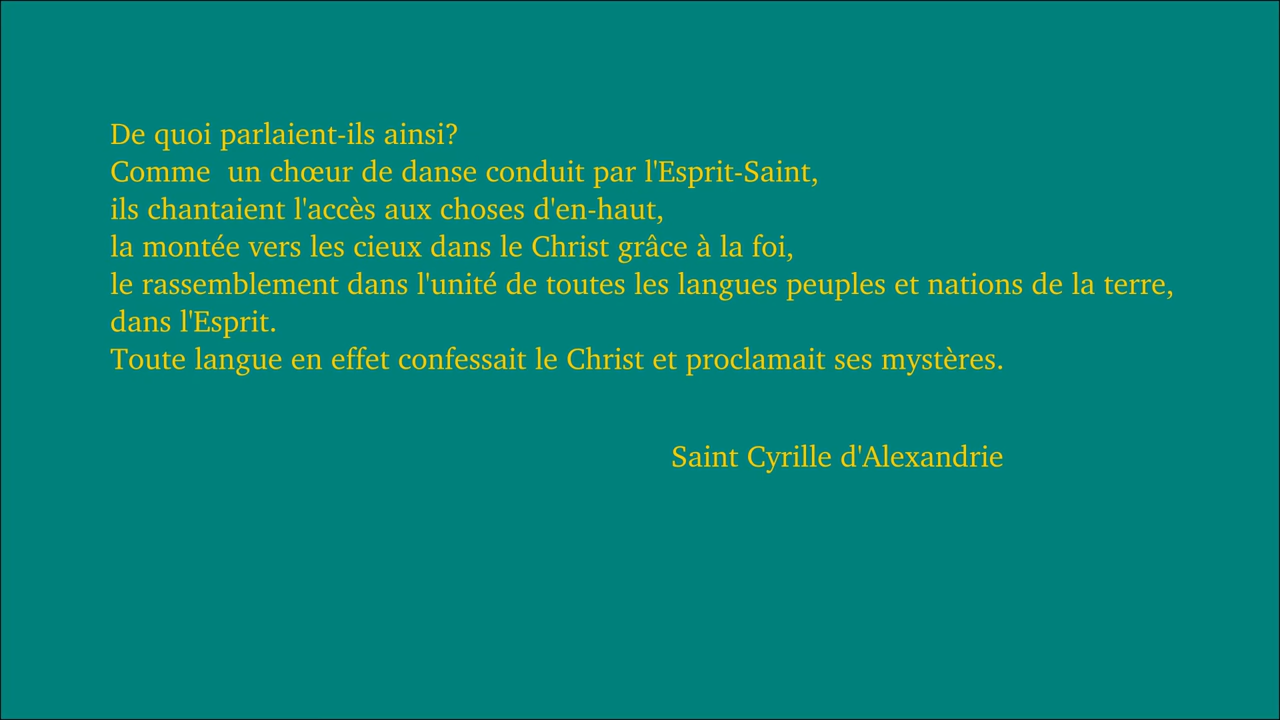 De quoi parlaient-ils ainsi?
Comme  un chœur de danse conduit par l'Esprit-Saint,
ils chantaient l'accès aux choses d'en-haut,
la montée vers les cieux dans le Christ grâce à la foi,
le rassemblement dans l'unité de toutes les langues peuples et nations de la terre,
dans l'Esprit.
Toute langue en effet confessait le Christ et proclamait ses mystères.
Saint Cyrille d'Alexandrie